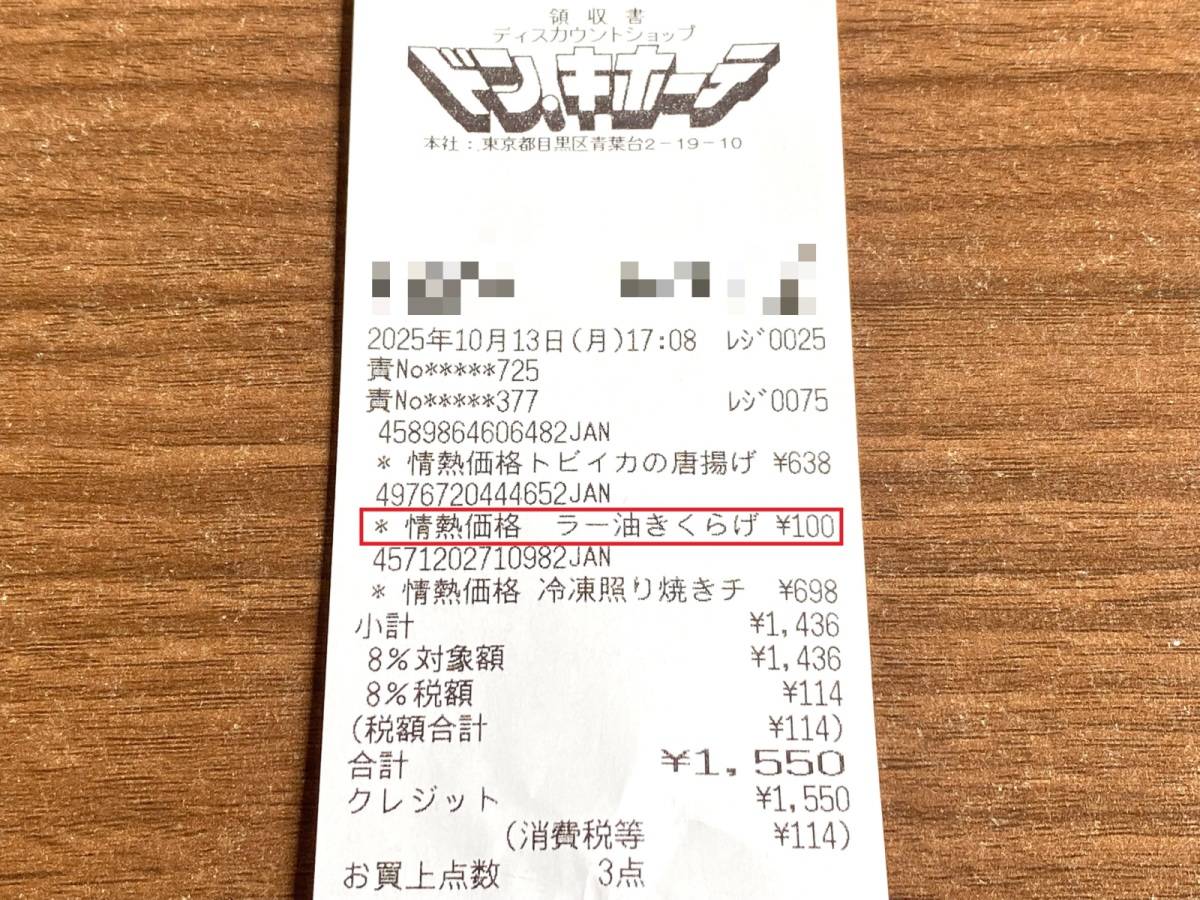 領収書
ディスカウントショップ
ドン.キホーテ
本社：東京都目黒区青葉台2－19－10
2025年10月13日(月)17:08 ﾚｼﾞ0025
責No*****725
責No*****377 ﾚｼﾞ0075
4589864606482JAN
* 情熱価格トビイカの唐揚げ ¥638
4976720444652JAN
* 情熱価格 ラー油きくらげ ¥100
4571202710982JAN
* 情熱価格 冷凍照り焼きチ ¥698
小計 ¥1,436
8%対象額 ¥1,436
8%税額 ¥114
(税額合計 ¥114)
合計 ¥1,550
クレジット ¥1,550
(消費税等 ¥114)
お買上点数 3点